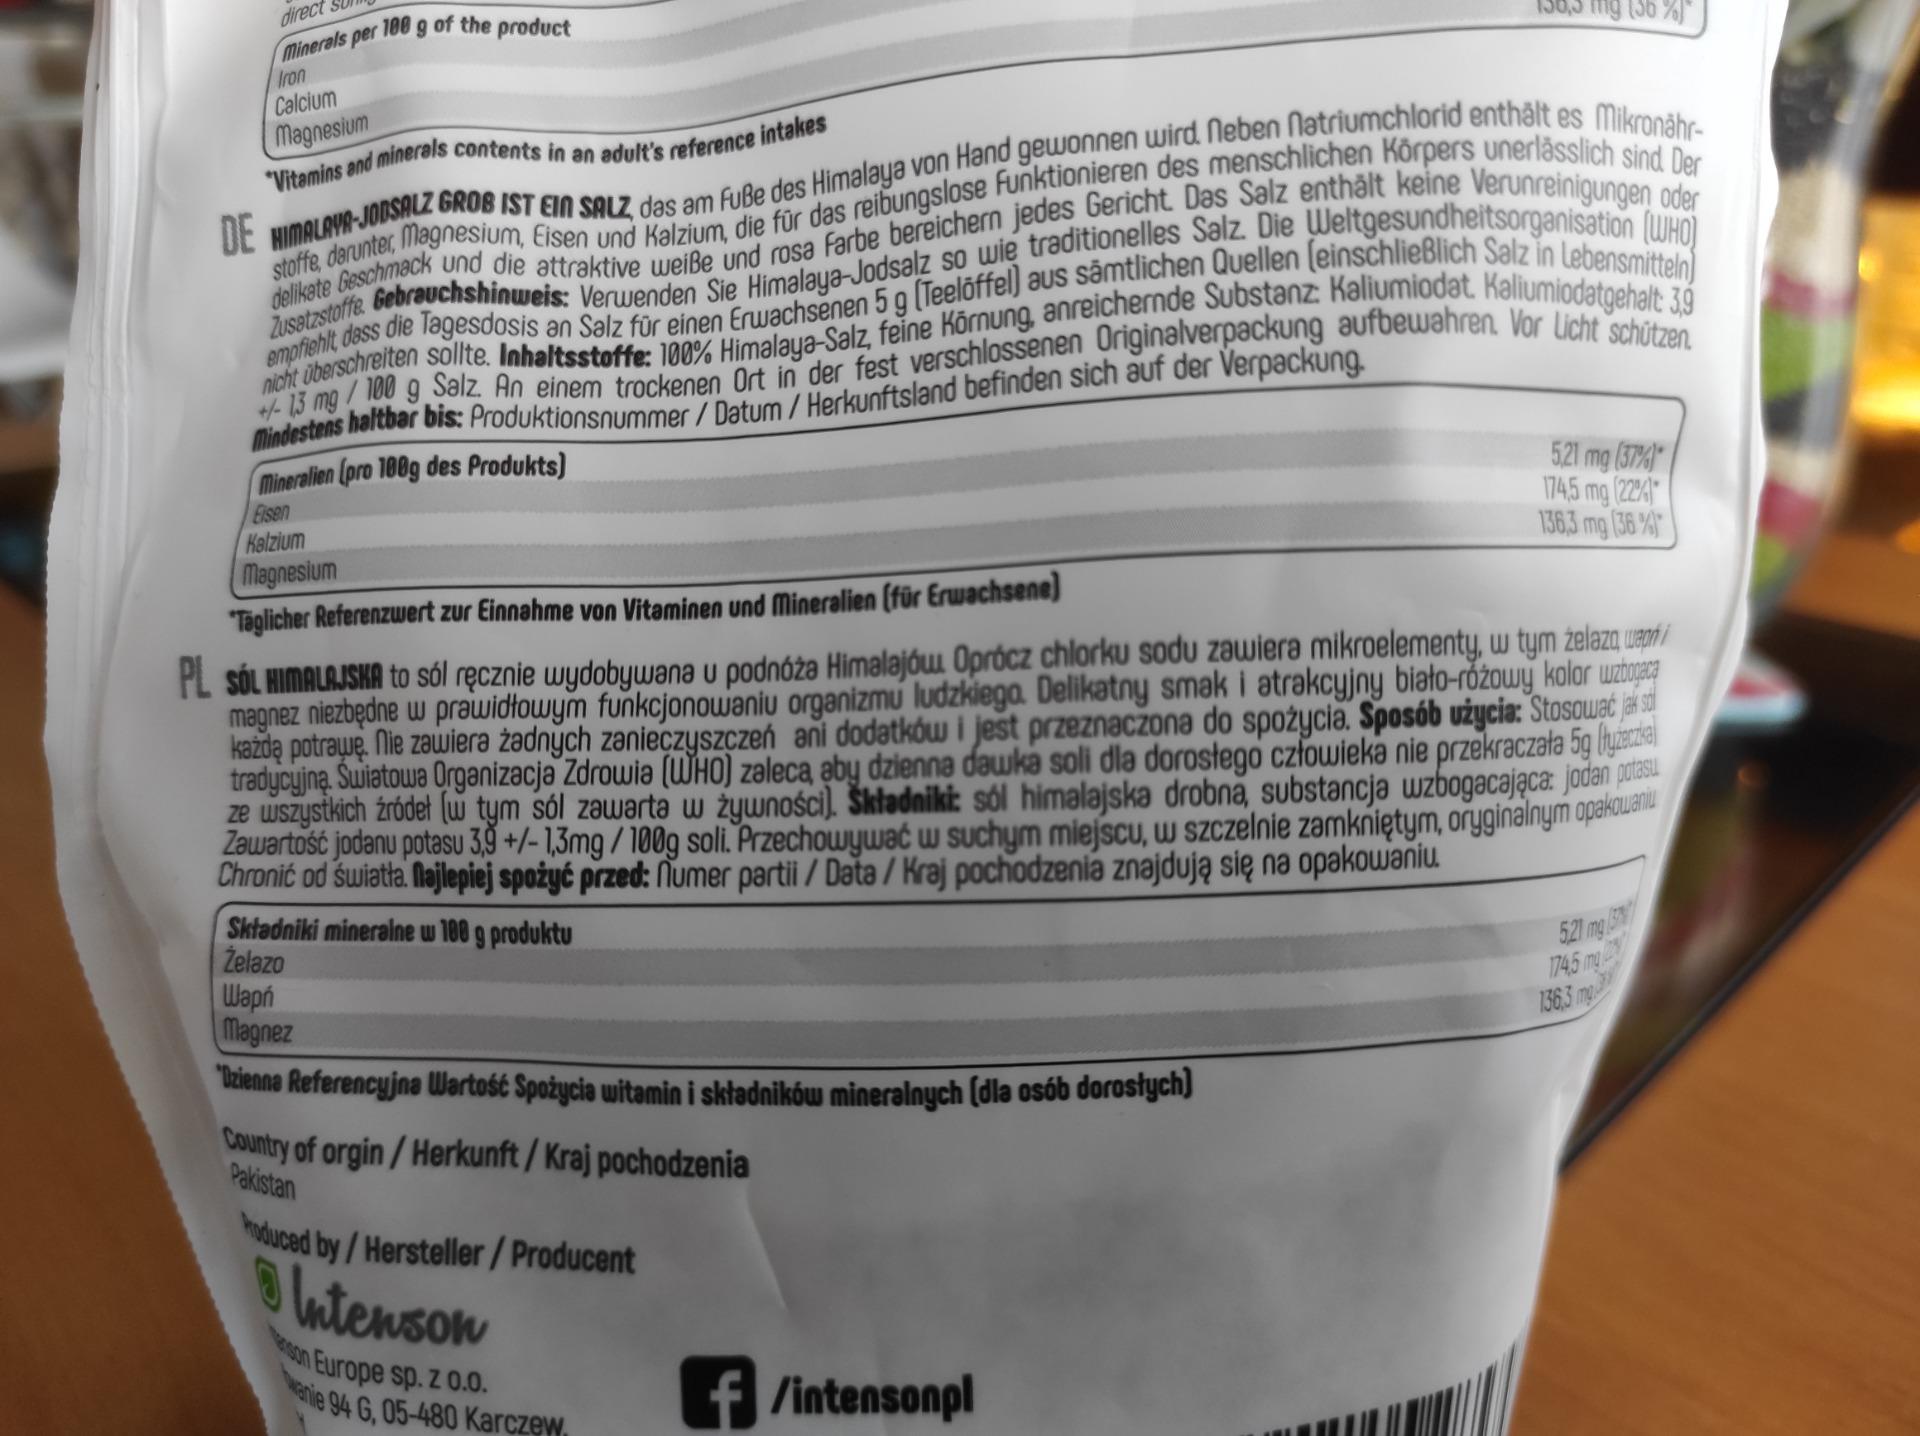 direct
136,3 mg (36 %)*
Minerals per 100 g of the product
Iron
Calcium
Magnesium
*Vitamins and minerals contents in an adult's reference intakes
DE HIMALAYA-JODSALZ GROB IST EIN SALZ, das am Fuße des Himalaya von Hand gewonnen wird. Neben Natriumchlorid enthält es Mikronähr-
stoffe, darunter, Magnesium, Eisen und Kalzium, die für das reibungslose Funktionieren des menschlichen Körpers unerlässlich sind. Der
delikate Geschmack und die attraktive weiße und rosa Farbe bereichern jedes Gericht. Das Salz enthält keine Verunreinigungen oder
Zusatzstoffe. Gebrauchshinweis: Verwenden Sie Himalaya-Jodsalz so wie traditionelles Salz. Die Weltgesundheitsorganisation (WHO)
empfiehlt, dass die Tagesdosis an Salz für einen Erwachsenen 5 g (Teelöffel) aus sämtlichen Quellen (einschließlich Salz in Lebensmitteln)
nicht überschreiten sollte. Inhaltsstoffe: 100% Himalaya-Salz, feine Körnung, anreichernde Substanz: Kaliumiodat. Kaliumiodatgehalt: 3,9
+/- 1,3 mg / 100 g Salz. An einem trockenen Ort in der fest verschlossenen Originalverpackung aufbewahren. Vor Licht schützen.
Mindestens haltbar bis: Produktionsnummer / Datum / Herkunftsland befinden sich auf der Verpackung.
Mineralien (pro 100g des Produkts)
Eisen 5,21 mg (37%)*
Kalzium 174,5 mg (22%)*
Magnesium 136,3 mg (36 %)*
*Täglicher Referenzwert zur Einnahme von Vitaminen und Mineralien (für Erwachsene)
PL SÓL HIMALAJSKA to sól ręcznie wydobywana u podnóża Himalajów. Oprócz chlorku sodu zawiera mikroelementy, w tym żelazo, wapń i
magnez niezbędne w prawidłowym funkcjonowaniu organizmu ludzkiego. Delikatny smak i atrakcyjny biało-różowy kolor wzbogaca
każdą potrawę. Nie zawiera żadnych zanieczyszczeń ani dodatków i jest przeznaczona do spożycia. Sposób użycia: Stosować jak sól
tradycyjną. Światowa Organizacja Zdrowia (WHO) zaleca, aby dzienna dawka soli dla dorosłego człowieka nie przekraczała 5g (łyżeczka)
ze wszystkich źródeł (w tym sól zawarta w żywności). Składniki: sól himalajska drobna, substancja wzbogacająca: jodan potasu.
Zawartość jodanu potasu 3,9 +/- 1,3mg / 100g soli. Przechowywać w suchym miejscu, w szczelnie zamkniętym, oryginalnym opakowaniu.
Chronić od światła. Najlepiej spożyć przed: Numer partii / Data / Kraj pochodzenia znajdują się na opakowaniu.
Składniki mineralne w 100 g produktu
Żelazo 5,21 mg (37%)*
Wapń 174,5 mg (22%)*
Magnez 136,3 mg
*Dzienna Referencyjna Wartość Spożycia witamin i składników mineralnych (dla osób dorosłych)
Country of orgin / Herkunft / Kraj pochodzenia
Pakistan
Produced by / Hersteller / Producent
Intenson
Europe sp. z o.o.
94 G, 05-480 Karczew,
f /intensonpl